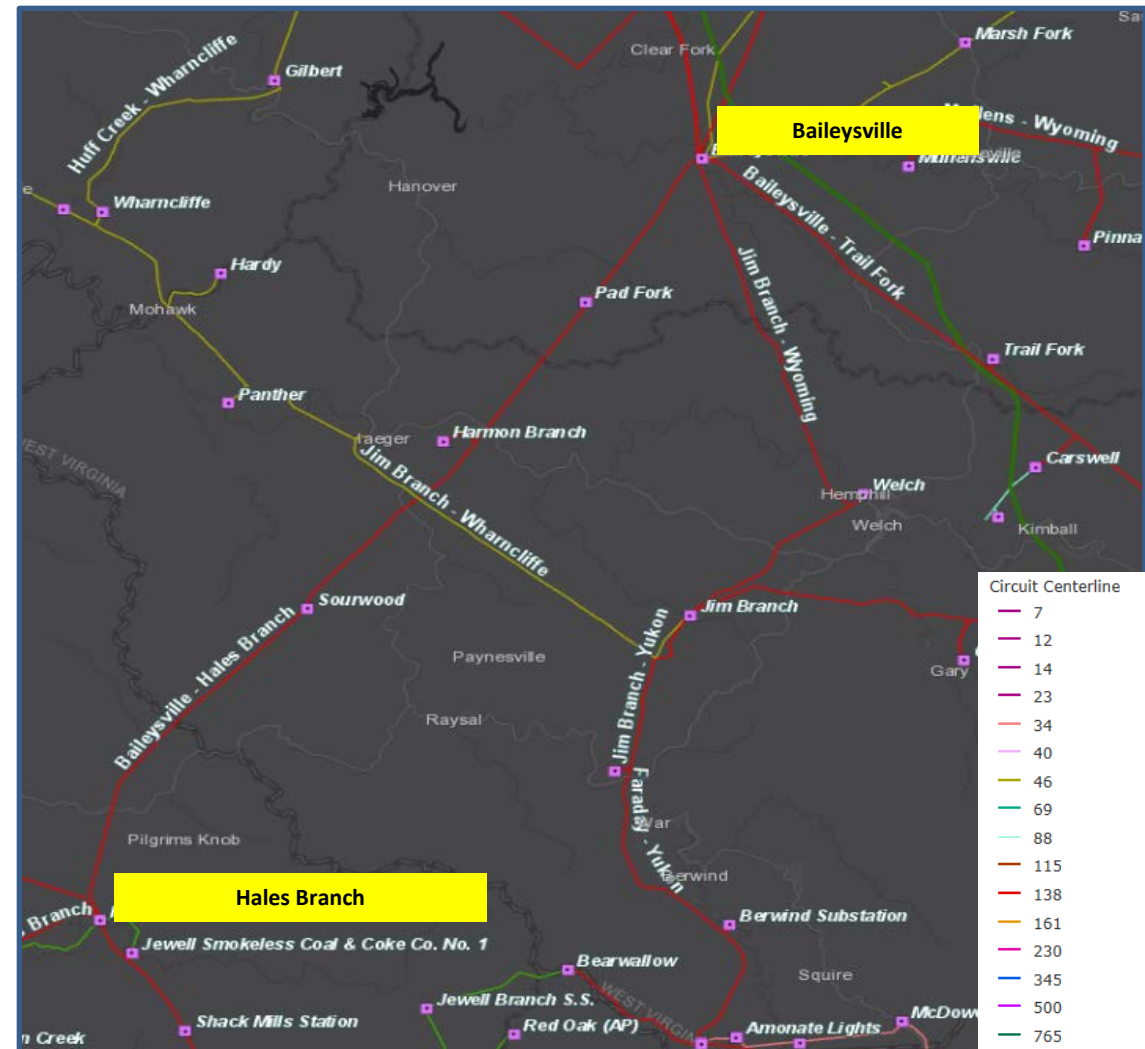 Marsh Fork
Clear Fork
Gilbert
Huff Creek - Wharncliffe
Baileysville
- Wyoming
Hanover
Wharncliffe
Baileysville - Trail Fork
Hardy
Jim Branch - Wyoming
Pad Fork
Mohawk
Trail Fork
Panther
Iaeger
Harmon Branch
WEST VIRGINIA
Jim Branch - Wharncliffe
Carswell
Welch
Hemphill
Welch
Kimball
Circuit Centerline
7
12
14
23
34
40
46
69
88
115
138
161
230
345
500
765
Sourwood
Jim Branch
Baileysville - Hales Branch
Paynesville
Gary
Jim Branch - Yukon
Raysal
Faraday - Yukon
War
Pilgrims Knob
Berwind
Hales Branch
Branch
Berwind Substation
Jewell Smokeless Coal & Coke Co. No. 1
Bearwallow
Squire
WEST VIRGINIA
Jewell Branch S.S.
Shack Mills Station
Red Oak (AP)
Amonate Lights
n Creek